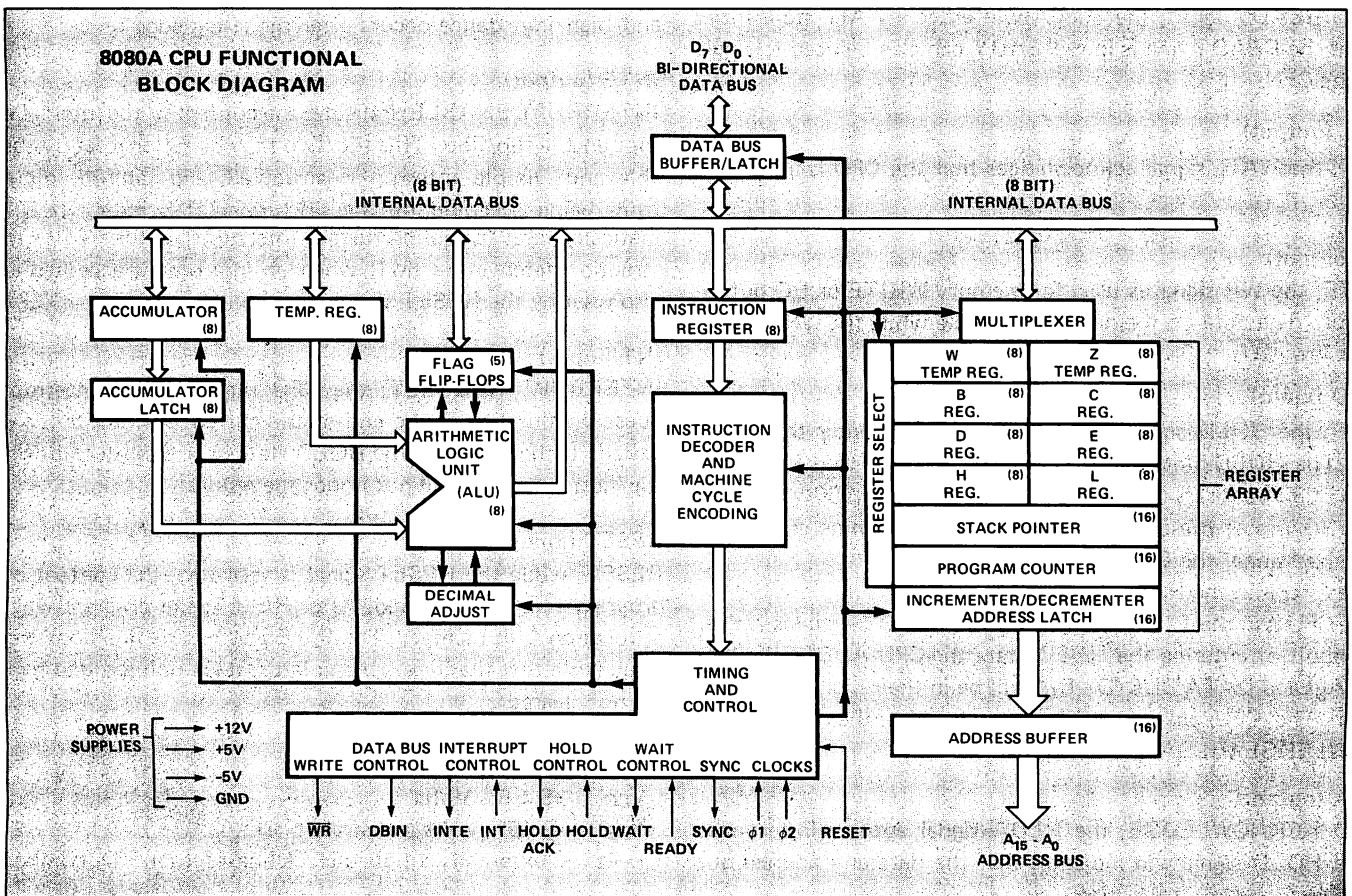 8080A CPU FUNCTIONAL
BLOCK DIAGRAM
D7 - D0
BI-DIRECTIONAL
DATA BUS
DATA BUS
BUFFER/LATCH
(8 BIT)
INTERNAL DATA BUS
(8 BIT)
INTERNAL DATA BUS
ACCUMULATOR
(8)
TEMP. REG.
(8)
INSTRUCTION
REGISTER (8)
MULTIPLEXER
ACCUMULATOR
LATCH (8)
FLAG (5)
FLIP-FLOPS
ARITHMETIC
LOGIC
UNIT
(ALU)
(8)
DECIMAL
ADJUST
INSTRUCTION
DECODER
AND
MACHINE
CYCLE
ENCODING
REGISTER SELECT
W (8)
TEMP REG.
Z (8)
TEMP REG.
B (8)
REG.
C (8)
REG.
D (8)
REG.
E (8)
REG.
H (8)
REG.
L (8)
REG.
STACK POINTER (16)
PROGRAM COUNTER (16)
INCREMENTER/DECREMENTER
ADDRESS LATCH (16)
REGISTER
ARRAY
TIMING
AND
CONTROL
WRITE
DATA BUS
CONTROL
INTERRUPT
CONTROL
HOLD
CONTROL
WAIT
CONTROL
SYNC
CLOCKS
POWER
SUPPLIES
+12V
+5V
-5V
GND
W̅R̅
DBIN
INTE
INT
HOLD
ACK
HOLD
WAIT
READY
SYNC
ϕ1
ϕ2
RESET
ADDRESS BUFFER (16)
A15 - A0
ADDRESS BUS